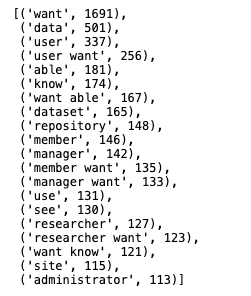 [('want', 1691),
('data', 501),
('user', 337),
('user want', 256),
('able', 181),
('know', 174),
('want able', 167),
('dataset', 165),
('repository', 148),
('member', 146),
('manager', 142),
('member want', 135),
('manager want', 133),
('use', 131),
('see', 130),
('researcher', 127),
('researcher want', 123),
('want know', 121),
('site', 115),
('administrator', 113)]